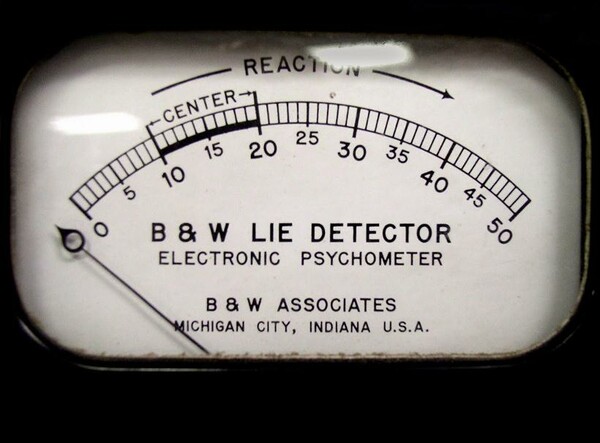 REACTION
CENTER
0 5 10 15 20 25 30 35 40 45 50
B & W LIE DETECTOR
ELECTRONIC PSYCHOMETER
B & W ASSOCIATES
MICHIGAN CITY, INDIANA U.S.A.